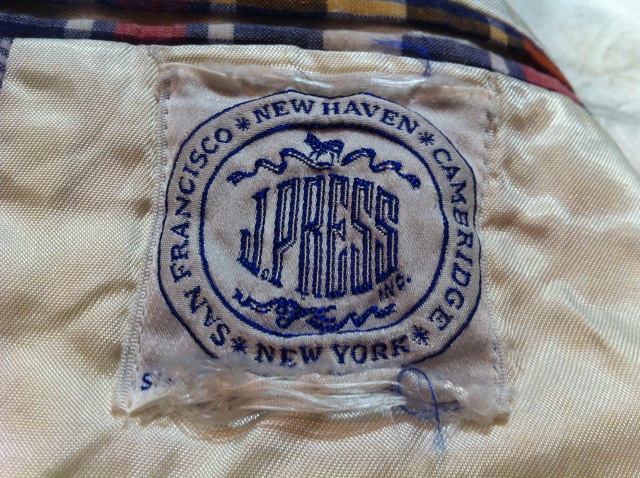 SAN FRANCISCO * NEW HAVEN * CAMBRIDGE * NEW YORK *
J. PRESS
INC.